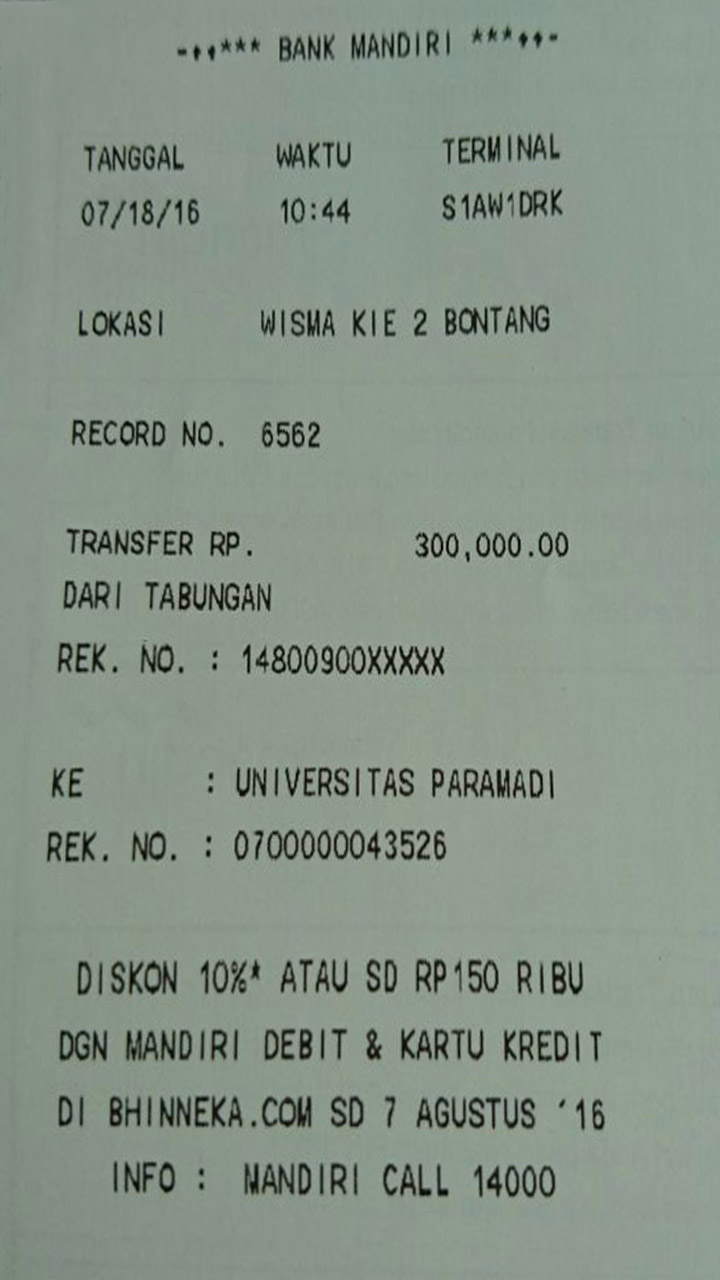 -***** BANK MANDIRI *****-
TANGGAL WAKTU TERMINAL
07/18/16 10:44 S1AW1DRK
LOKASI WISMA KIE 2 BONTANG
RECORD NO. 6562
TRANSFER RP. 300,000.00
DARI TABUNGAN
REK. NO. : 14800900XXXXX
KE : UNIVERSITAS PARAMADI
REK. NO. : 0700000043526
DISKON 10%* ATAU SD RP150 RIBU
DGN MANDIRI DEBIT & KARTU KREDIT
DI BHINNEKA.COM SD 7 AGUSTUS '16
INFO : MANDIRI CALL 14000